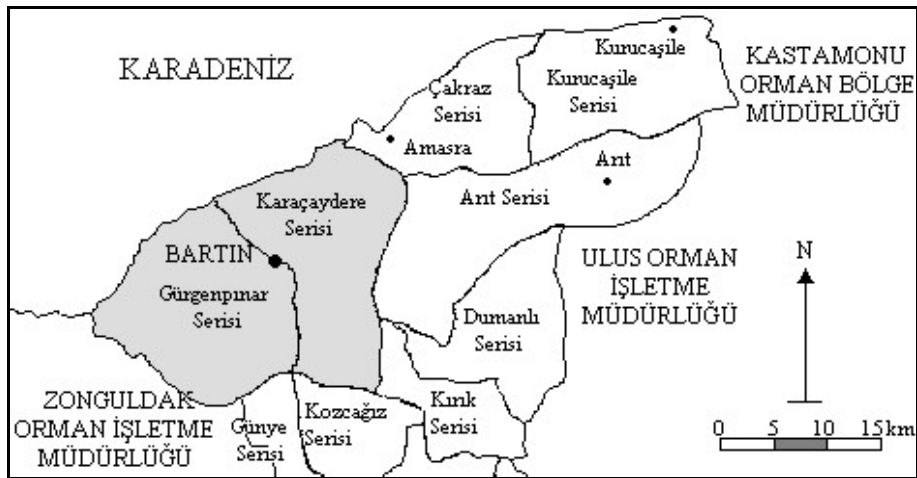 KARADENİZ
Kurucaşile
Kurucaşile
Serisi
KASTAMONU
ORMAN BÖLGE
MÜDÜRLÜĞÜ
Çakraz
Serisi
Amasra
Arıt
Arıt Serisi
Karaçaydere
Serisi
BARTIN
Gürgenpınar
Serisi
ULUS ORMAN
İŞLETME
MÜDÜRLÜĞÜ
N
Dumanlı
Serisi
ZONGULDAK
ORMAN İŞLETME
MÜDÜRLÜĞÜ
Günye
Serisi
Kozcağız
Serisi
Kırık
Serisi
0 5 10 15km